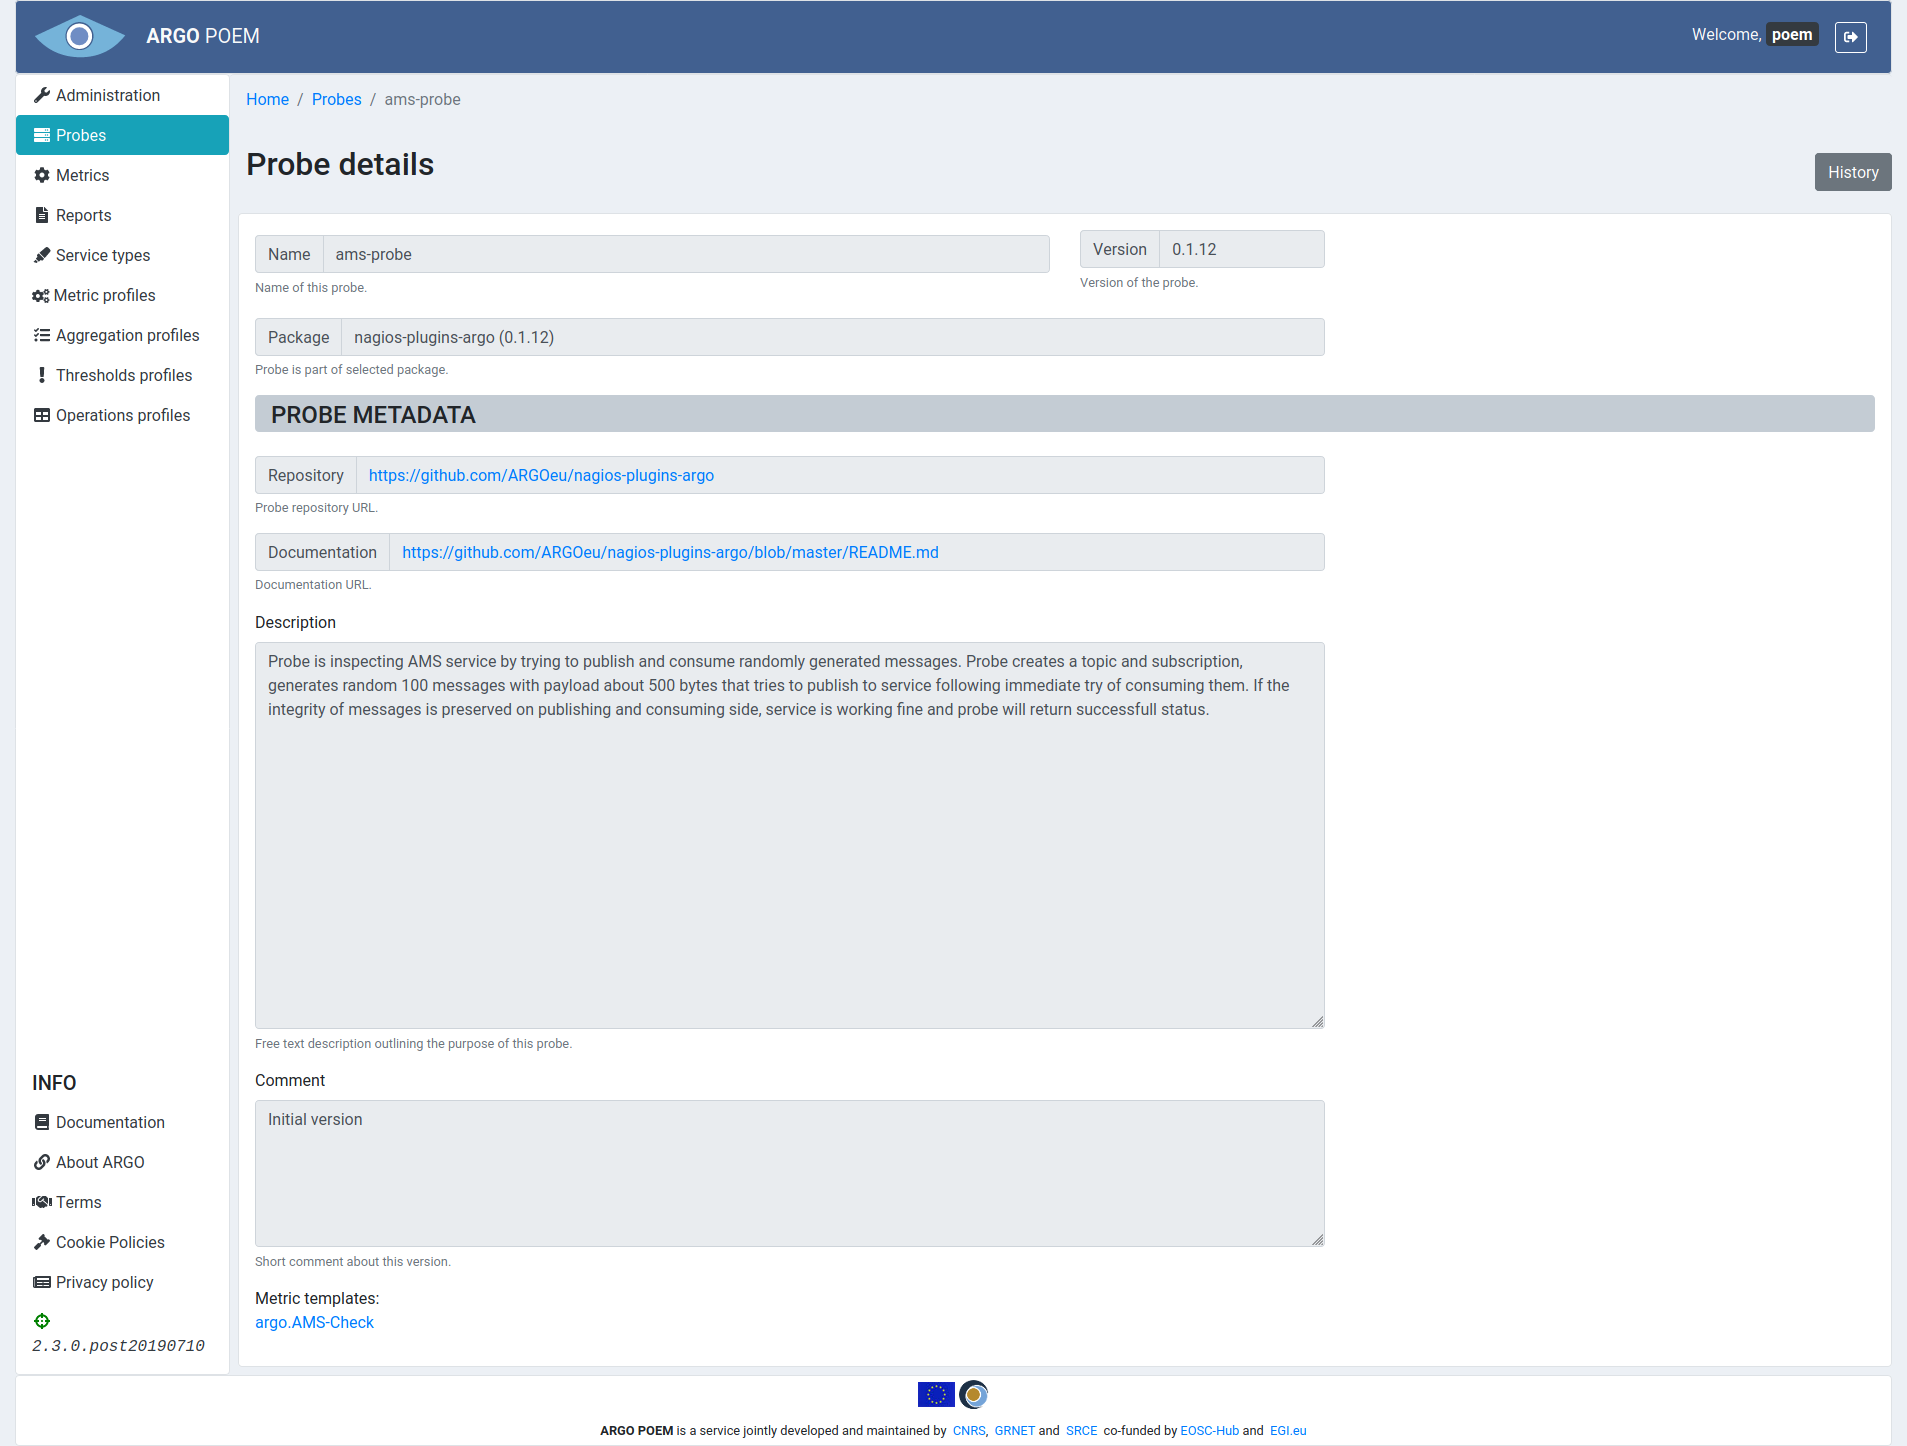 ARGO POEM
Welcome, poem
Administration
Probes
Metrics
Reports
Service types
Metric profiles
Aggregation profiles
Thresholds profiles
Operations profiles
INFO
Documentation
About ARGO
Terms
Cookie Policies
Privacy policy
2.3.0.post20190710
Home / Probes / ams-probe
Probe details
History
Name ams-probe
Name of this probe.
Version 0.1.12
Version of the probe.
Package nagios-plugins-argo (0.1.12)
Probe is part of selected package.
PROBE METADATA
Repository https://github.com/ARGOeu/nagios-plugins-argo
Probe repository URL.
Documentation https://github.com/ARGOeu/nagios-plugins-argo/blob/master/README.md
Documentation URL.
Description
Probe is inspecting AMS service by trying to publish and consume randomly generated messages. Probe creates a topic and subscription,
generates random 100 messages with payload about 500 bytes that tries to publish to service following immediate try of consuming them. If the
integrity of messages is preserved on publishing and consuming side, service is working fine and probe will return successfull status.
Free text description outlining the purpose of this probe.
Comment
Initial version
Short comment about this version.
Metric templates:
argo.AMS-Check
ARGO POEM is a service jointly developed and maintained by CNRS, GRNET and SRCE co-funded by EOSC-Hub and EGI.eu